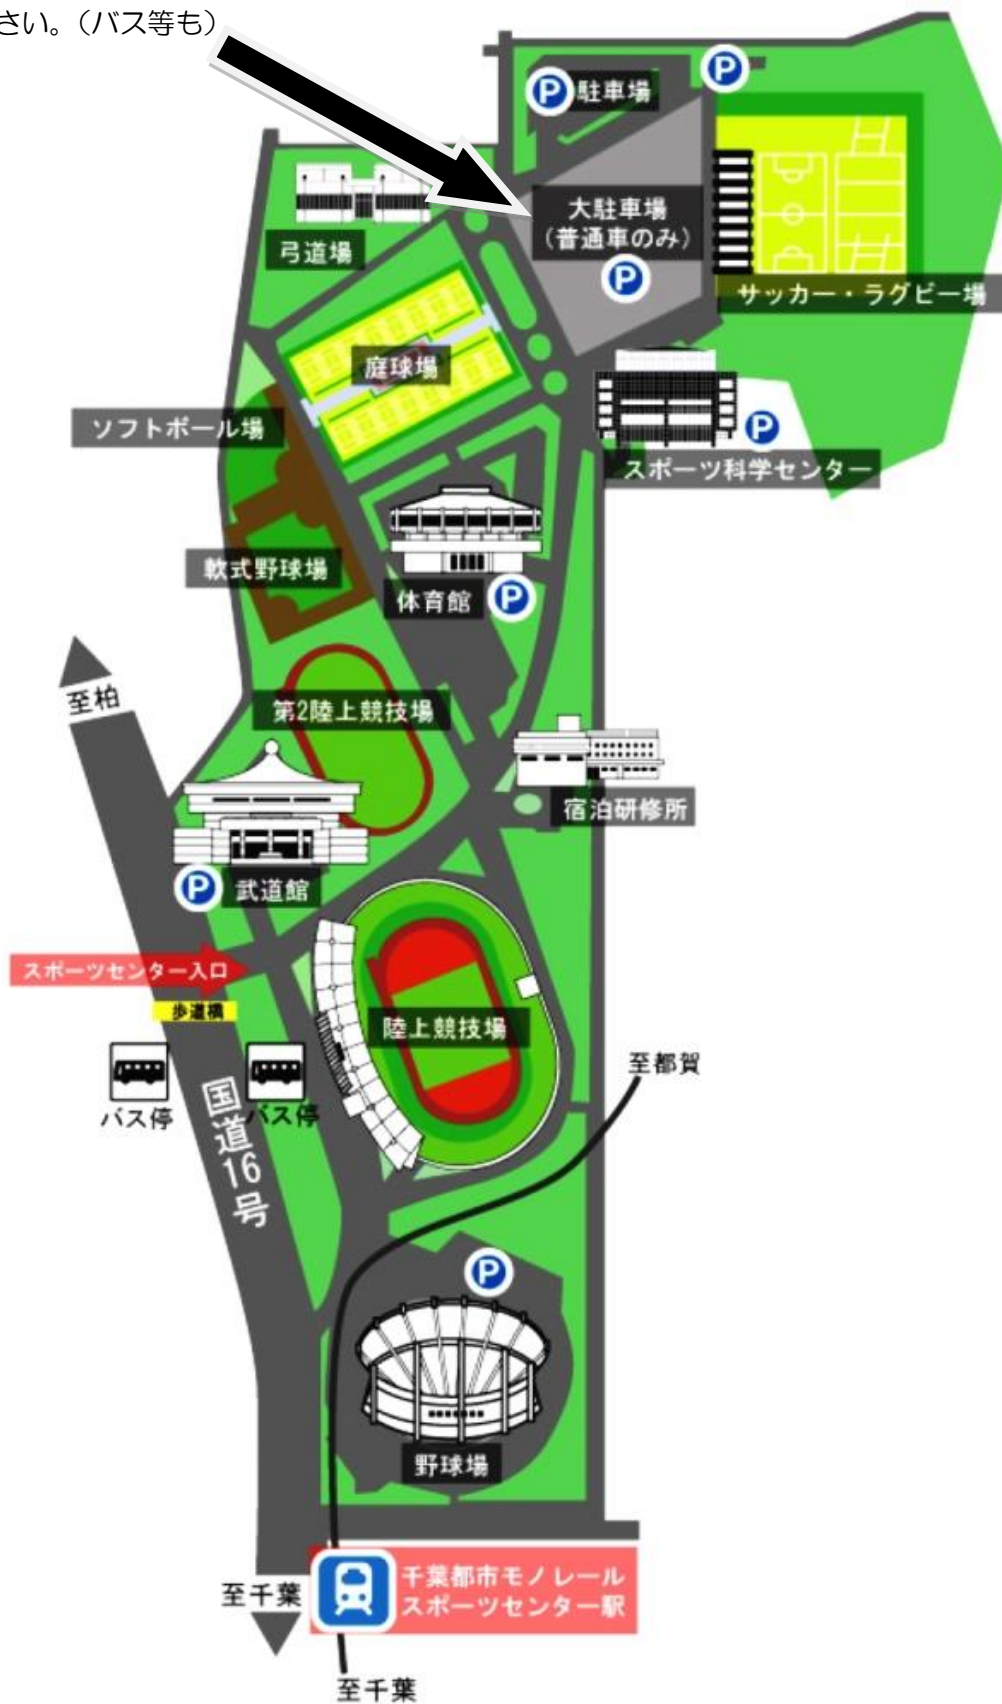 さい。（バス等も）
P
P
駐車場
大駐車場
（普通車のみ）
P
弓道場
サッカー・ラグビー場
庭球場
ソフトボール場
P
スポーツ科学センター
軟式野球場
体育館
P
至柏
第2陸上競技場
宿泊研修所
P
武道館
スポーツセンター入口
歩道橋
陸上競技場
至都賀
バス停
バス停
国道16号
P
野球場
千葉都市モノレール
スポーツセンター駅
至千葉
至千葉